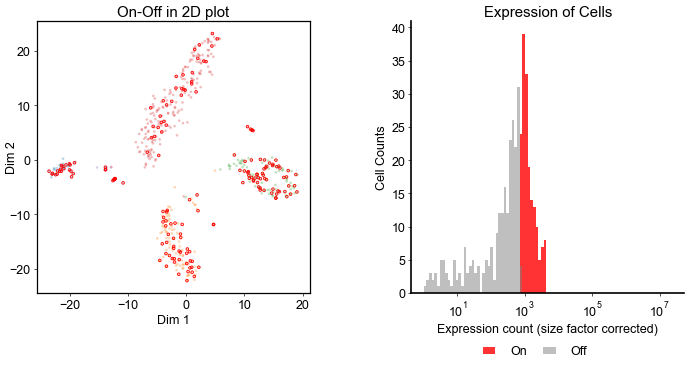 On-Off in 2D plot
20
10
0
−10
−20
Dim 2
−20 −10 0 10 20
Dim 1
Expression of Cells
40
35
30
25
20
15
10
5
0
Cell Counts
10^1 10^3 10^5 10^7
Expression count (size factor corrected)
On Off